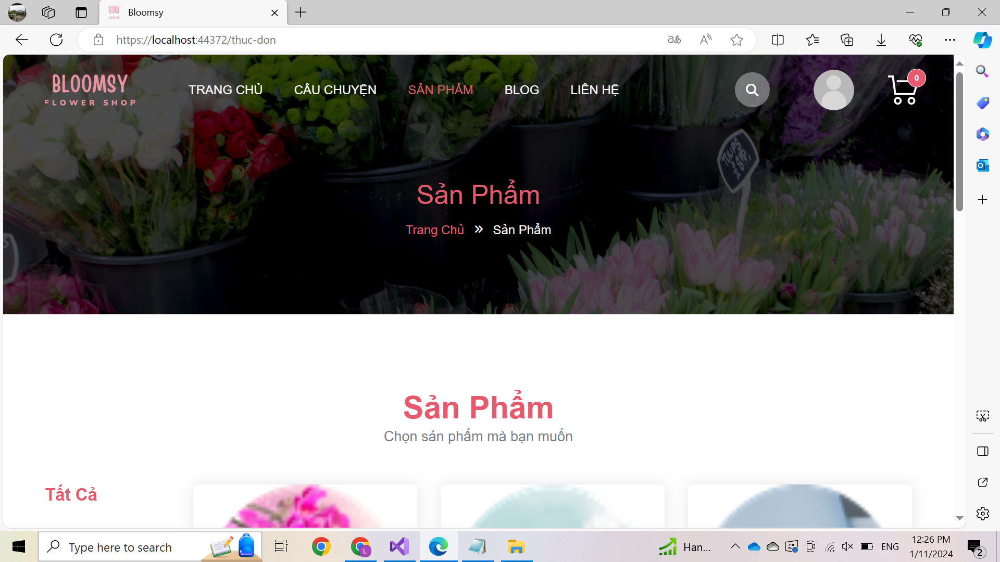 Bloomsy
https://localhost:44372/thuc-don
BLOOMSY
FLOWER SHOP
TRANG CHỦ
CÂU CHUYỆN
SẢN PHẨM
BLOG
LIÊN HỆ
0
TULIPS
Sản Phẩm
Trang Chủ » Sản Phẩm
Sản Phẩm
Chọn sản phẩm mà bạn muốn
Tất Cả
Type here to search
L
Han...
ENG
12:26 PM
1/11/2024
2